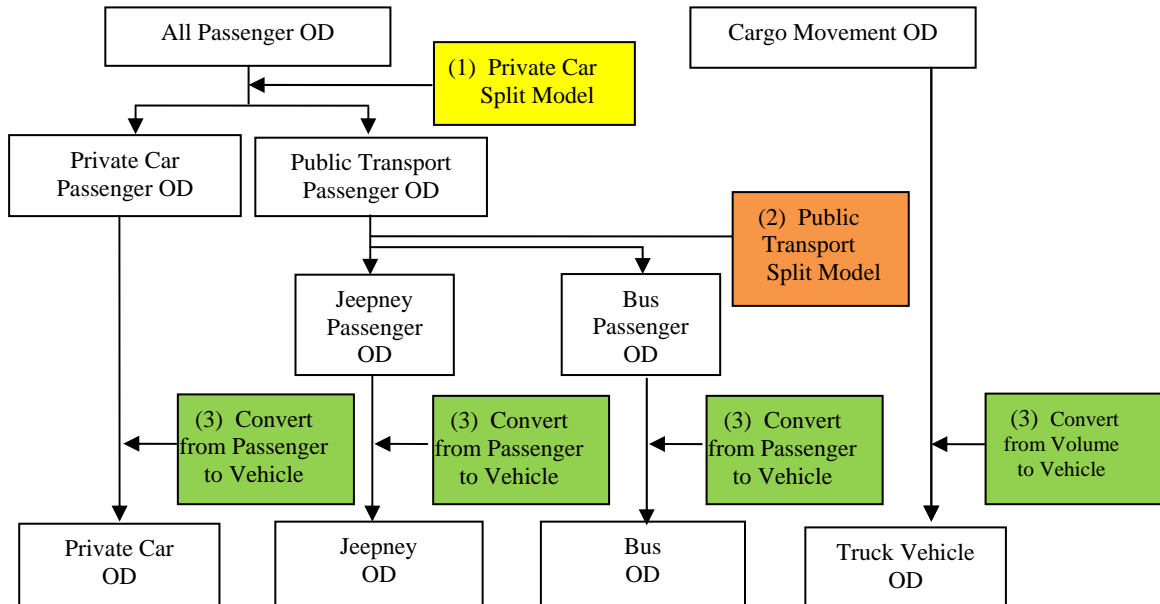 All Passenger OD
Cargo Movement OD
(1) Private Car
Split Model
Private Car
Passenger OD
Public Transport
Passenger OD
(2) Public
Transport
Split Model
Jeepney
Passenger
OD
Bus
Passenger
OD
(3) Convert
from Passenger
to Vehicle
(3) Convert
from Passenger
to Vehicle
(3) Convert
from Passenger
to Vehicle
(3) Convert
from Volume
to Vehicle
Private Car
OD
Jeepney
OD
Bus
OD
Truck Vehicle
OD